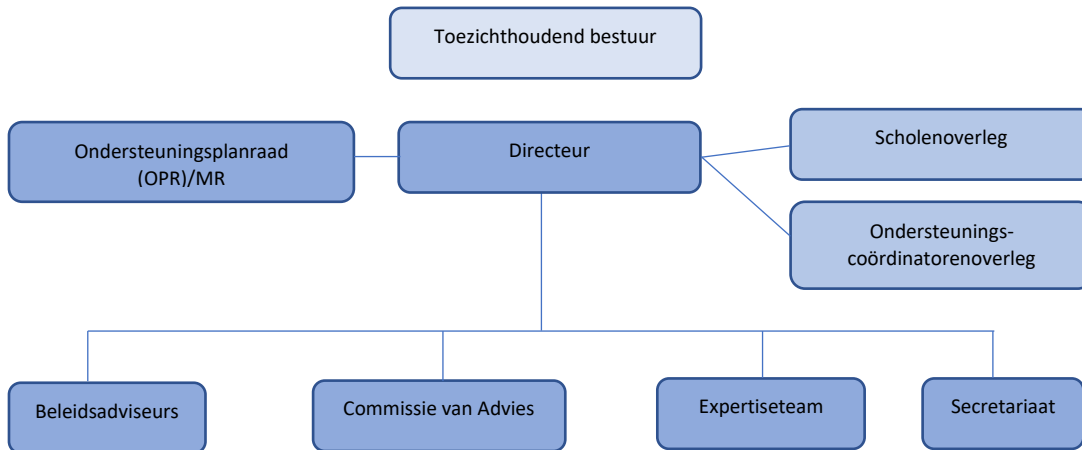 Toezichthoudend bestuur
Ondersteuningsplanraad
(OPR)/MR
Directeur
Scholenoverleg
Ondersteunings-
coördinatorenoverleg
Beleidsadviseurs
Commissie van Advies
Expertiseteam
Secretariaat